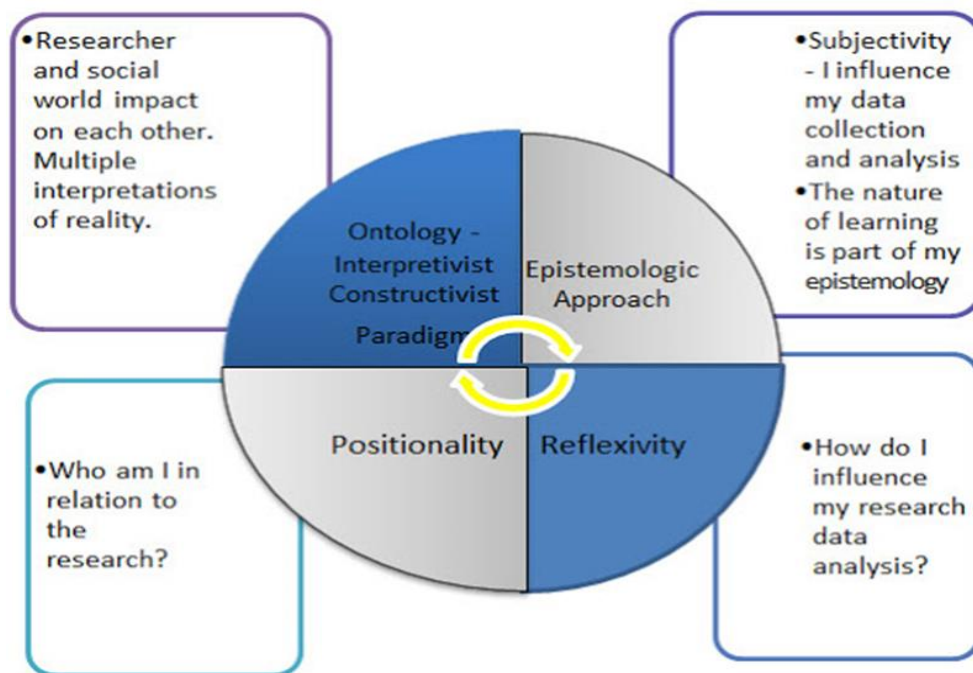 •Researcher
and social
world impact
on each other.
Multiple
interpretations
of reality.
•Subjectivity
- I influence
my data
collection
and analysis
•The nature
of learning
is part of my
epistemology
Ontology -
Interpretivist
Constructivist
Paradigm
Epistemologic
Approach
Positionality
Reflexivity
•Who am I in
relation to
the
research?
•How do I
influence
my research
data
analysis?